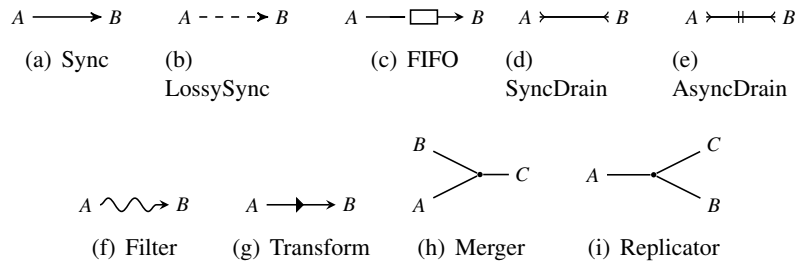 A B A B A B A B A B
(a) Sync (b) LossySync (c) FIFO (d) SyncDrain (e) AsyncDrain
B C
A B A B A C A B
(f) Filter (g) Transform (h) Merger (i) Replicator